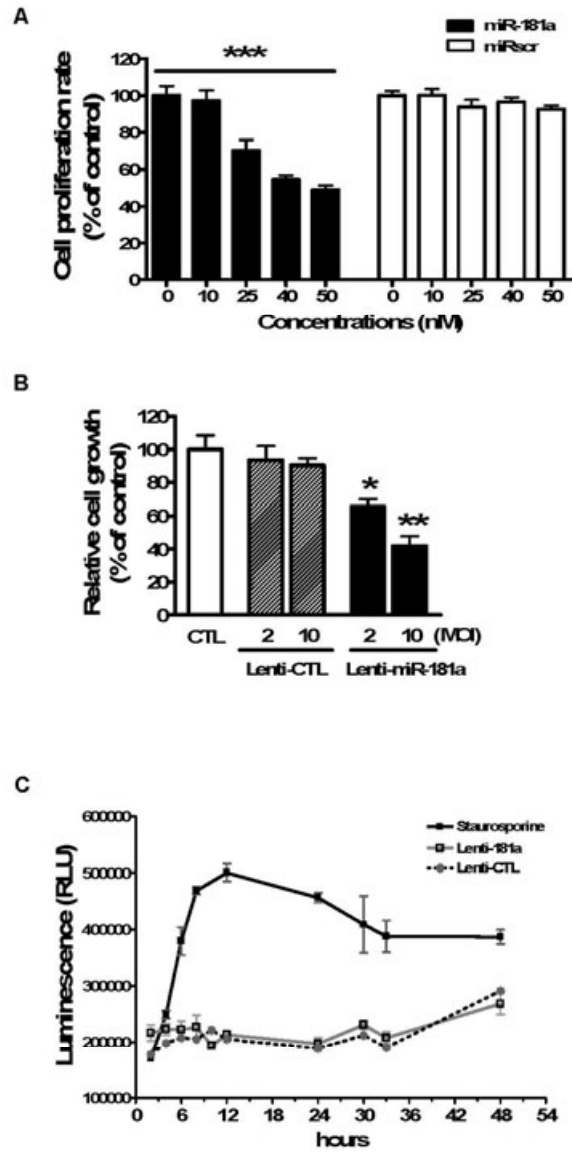 A
miR-181a
miRscr
***
Cell proliferation rate
(% of control)
120
100
80
60
40
20
0
0 10 25 40 50 0 10 25 40 50
Concentrations (nM)
B
Relative cell growth
(% of control)
120
100
80
60
40
20
0
*
**
CTL 2 10 2 10 (MOI)
Lenti-CTL Lenti-miR-181a
C
Luminescence (RLU)
600000
500000
400000
300000
200000
100000
Staurosporine
Lenti-181a
Lenti-CTL
0 6 12 18 24 30 36 42 48 54
hours